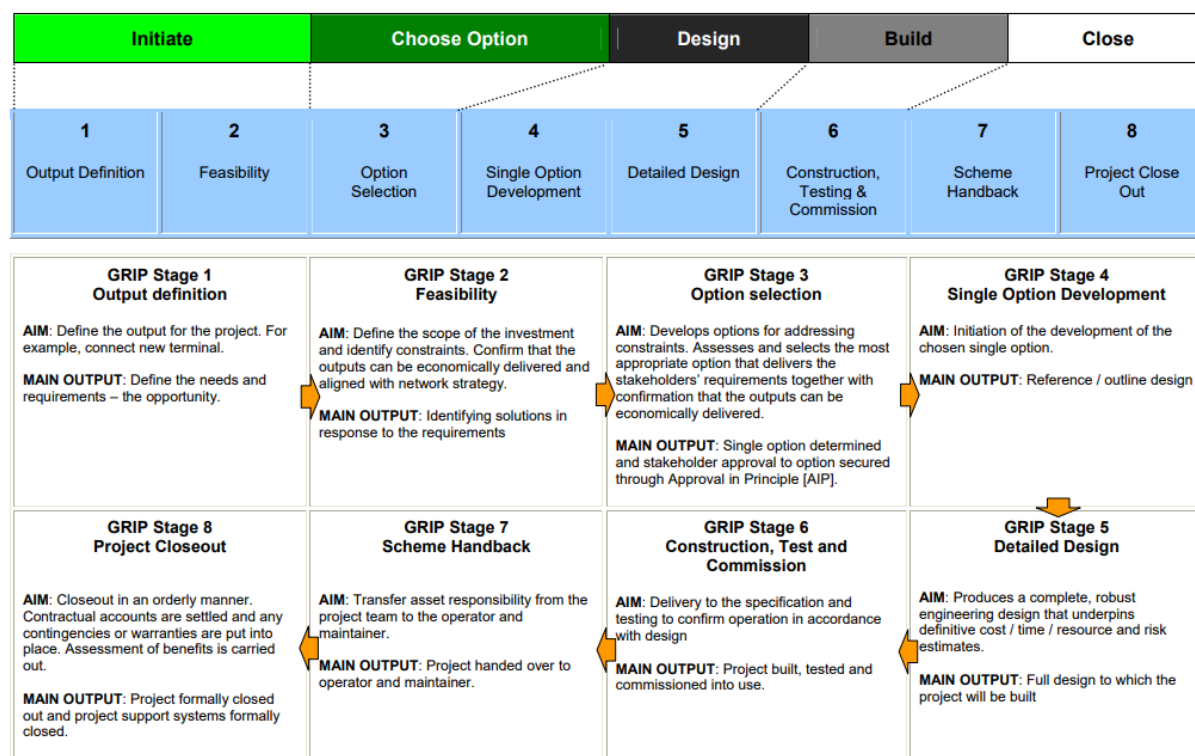 Initiate
Choose Option
Design
Build
Close
1
Output Definition
2
Feasibility
3
Option
Selection
4
Single Option
Development
5
Detailed Design
6
Construction,
Testing &
Commission
7
Scheme
Handback
8
Project Close
Out
GRIP Stage 1
Output definition
AIM: Define the output for the project. For
example, connect new terminal.
MAIN OUTPUT: Define the needs and
requirements – the opportunity.
GRIP Stage 2
Feasibility
AIM: Define the scope of the investment
and identify constraints. Confirm that the
outputs can be economically delivered and
aligned with network strategy.
MAIN OUTPUT: Identifying solutions in
response to the requirements
GRIP Stage 3
Option selection
AIM: Develops options for addressing
constraints. Assesses and selects the most
appropriate option that delivers the
stakeholders' requirements together with
confirmation that the outputs can be
economically delivered.
MAIN OUTPUT: Single option determined
and stakeholder approval to option secured
through Approval in Principle [AIP].
GRIP Stage 4
Single Option Development
AIM: Initiation of the development of the
chosen single option.
MAIN OUTPUT: Reference / outline design
GRIP Stage 8
Project Closeout
AIM: Closeout in an orderly manner.
Contractual accounts are settled and any
contingencies or warranties are put into
place. Assessment of benefits is carried
out.
MAIN OUTPUT: Project formally closed
out and project support systems formally
closed.
GRIP Stage 7
Scheme Handback
AIM: Transfer asset responsibility from the
project team to the operator and
maintainer.
MAIN OUTPUT: Project handed over to
operator and maintainer.
GRIP Stage 6
Construction, Test and
Commission
AIM: Delivery to the specification and
testing to confirm operation in accordance
with design
MAIN OUTPUT: Project built, tested and
commissioned into use.
GRIP Stage 5
Detailed Design
AIM: Produces a complete, robust
engineering design that underpins
definitive cost / time / resource and risk
estimates.
MAIN OUTPUT: Full design to which the
project will be built